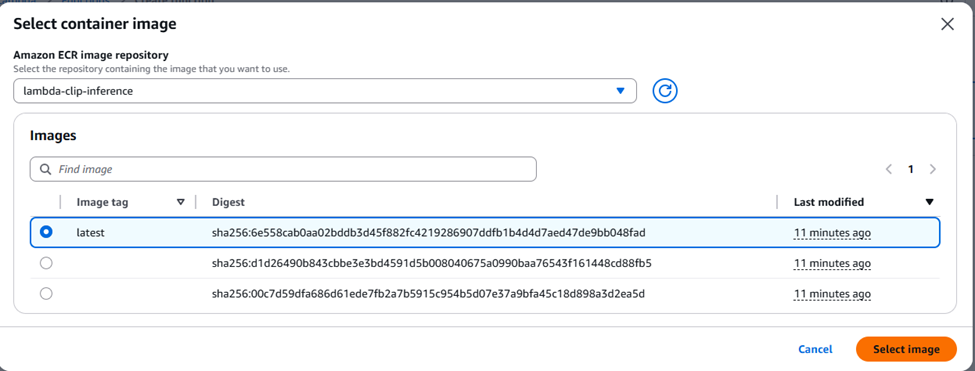 Select container image
Amazon ECR image repository
Select the repository containing the image that you want to use.
lambda-clip-inference
Images
Find image
1
Image tag Digest Last modified
latest sha256:6e558cab0aa02bddb3d45f882fc4219286907ddfb1b4d4d7aed47de9bb048fad 11 minutes ago
sha256:d1d26490b843cbbe3e3bd4591d5b008040675a0990baa76543f161448cd88fb5 11 minutes ago
sha256:00c7d59dfa686d61ede7fb2a7b5915c954b5d07e37a9bfa45c18d898a3d2ea5d 11 minutes ago
Cancel Select image